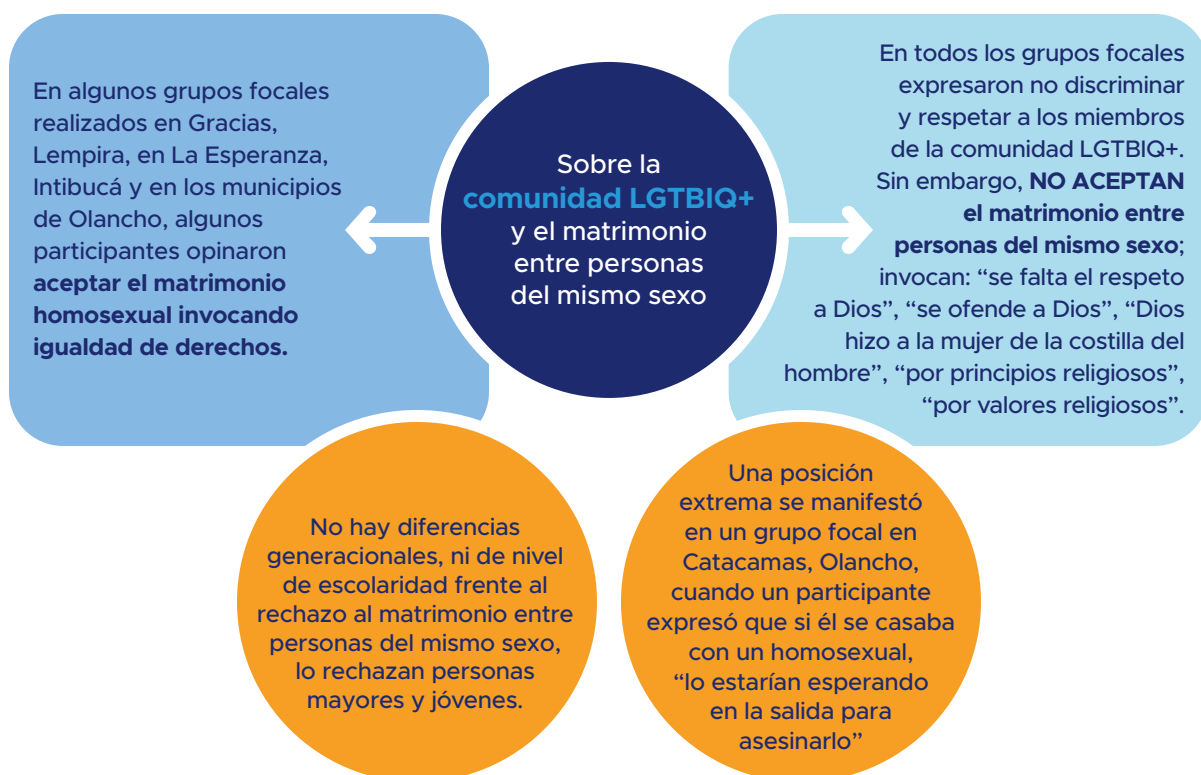 En algunos grupos focales
realizados en Gracias,
Lempira, en La Esperanza,
Intibucá y en los municipios
de Olancho, algunos
participantes opinaron
aceptar el matrimonio
homosexual invocando
igualdad de derechos.
Sobre la
comunidad LGTBIQ+
y el matrimonio
entre personas
del mismo sexo
En todos los grupos focales
expresaron no discriminar
y respetar a los miembros
de la comunidad LGTBIQ+.
Sin embargo, NO ACEPTAN
el matrimonio entre
personas del mismo sexo;
invocan: “se falta el respeto
a Dios”, “se ofende a Dios”, “Dios
hizo a la mujer de la costilla del
hombre”, “por principios religiosos”,
“por valores religiosos”.
No hay diferencias
generacionales, ni de nivel
de escolaridad frente al
rechazo al matrimonio entre
personas del mismo sexo,
lo rechazan personas
mayores y jóvenes.
Una posición
extrema se manifestó
en un grupo focal en
Catacamas, Olancho,
cuando un participante
expresó que si él se casaba
con un homosexual,
“lo estarían esperando
en la salida para
asesinarlo”